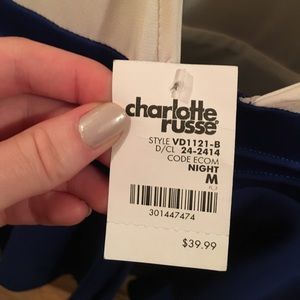 charlotte
russe
STYLE VD1121-B
D/CL 24-2414
CODE ECOM
NIGHT
M
301447474
$39.99